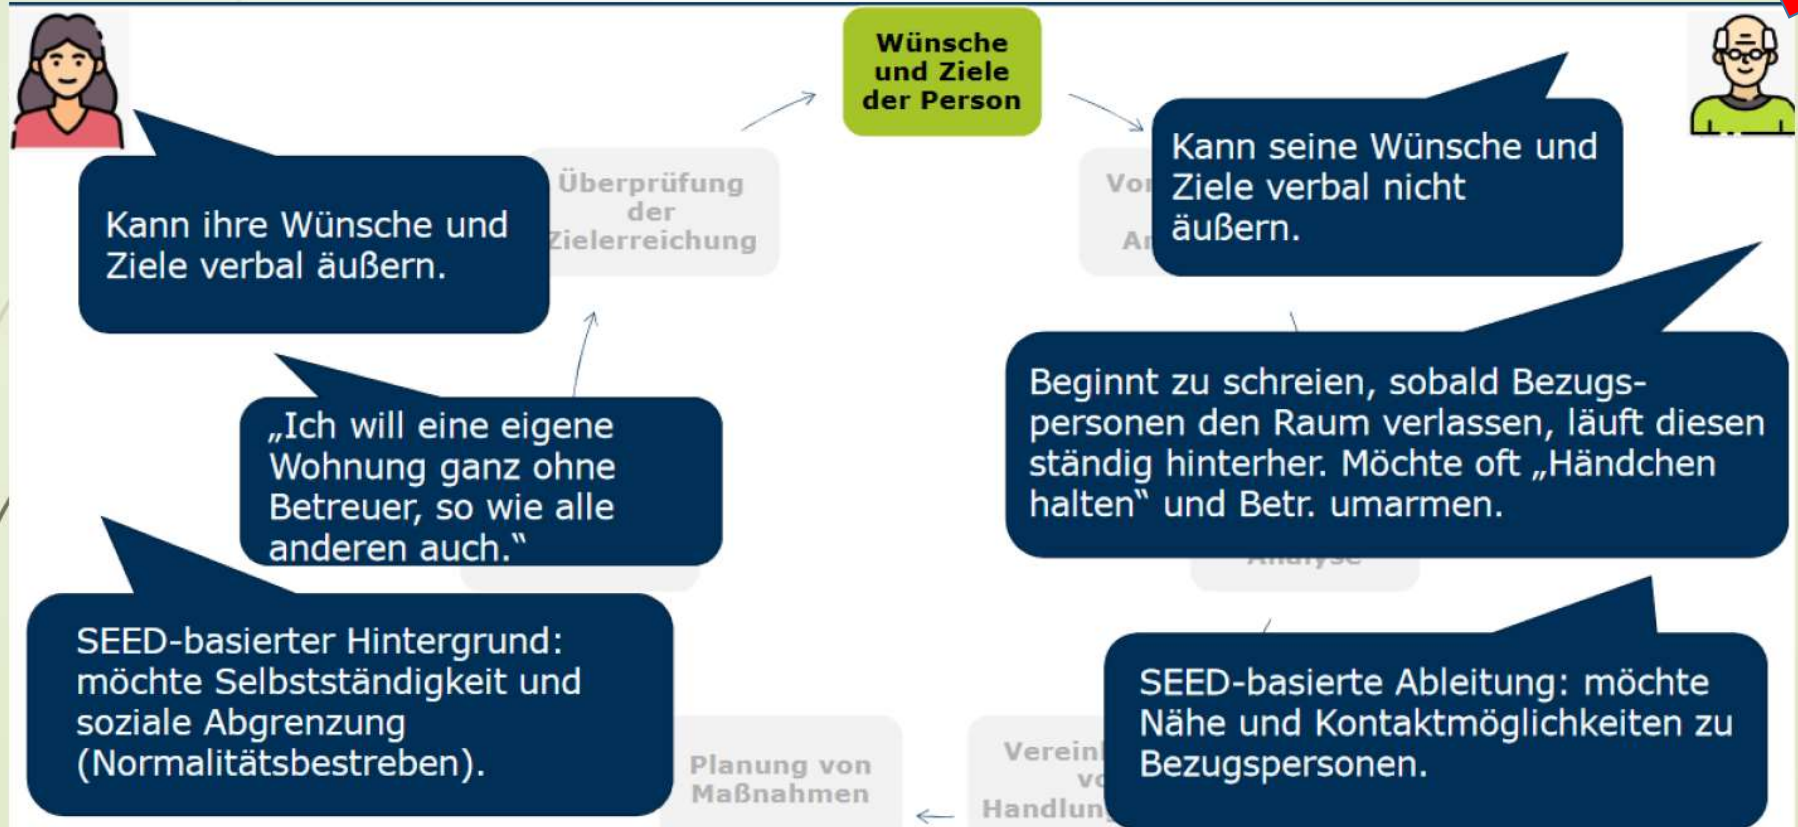 Wünsche
und Ziele
der Person
Kann ihre Wünsche und
Ziele verbal äußern.
„Ich will eine eigene
Wohnung ganz ohne
Betreuer, so wie alle
anderen auch.“
SEED-basierter Hintergrund:
möchte Selbstständigkeit und
soziale Abgrenzung
(Normalitätsbestreben).
Kann seine Wünsche und
Ziele verbal nicht
äußern.
Beginnt zu schreien, sobald Bezugs-
personen den Raum verlassen, läuft diesen
ständig hinterher. Möchte oft „Händchen
halten“ und Betr. umarmen.
SEED-basierte Ableitung: möchte
Nähe und Kontaktmöglichkeiten zu
Bezugspersonen.
Überprüfung
der
Zielerreichung
Analyse
Planung von
Maßnahmen